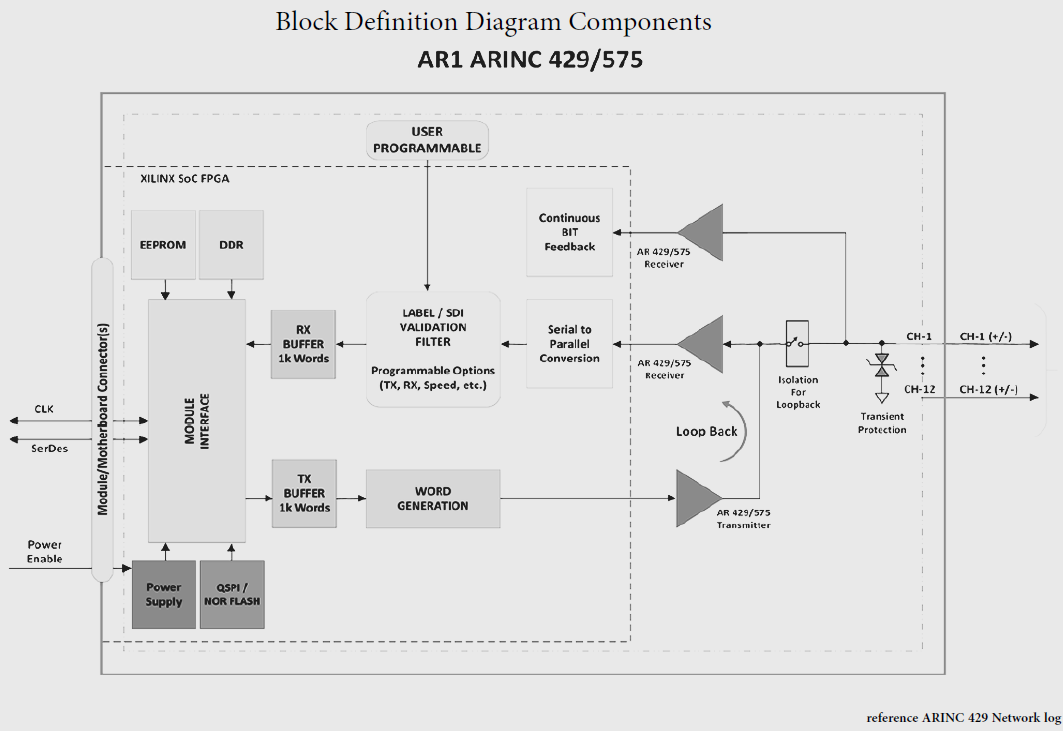 Block Definition Diagram Components
AR1 ARINC 429/575
USER
PROGRAMMABLE
XILINX SoC FPGA
EEPROM
DDR
Continuous
BIT
Feedback
AR 429/575
Receiver
Module/Motherboard Connector(s)
MODULE
INTERFACE
RX
BUFFER
1k Words
LABEL / SDI
VALIDATION
FILTER
Programmable Options
(TX, RX, Speed, etc.)
Serial to
Parallel
Conversion
AR 429/575
Receiver
Isolation
For
Loopback
CH-1
CH-1 (+/-)
CH-12
CH-12 (+/-)
Transient
Protection
CLK
SerDes
Loop Back
TX
BUFFER
1k Words
WORD
GENERATION
AR 429/575
Transmitter
Power
Enable
Power
Supply
QSPI /
NOR FLASH
reference ARINC 429 Network log